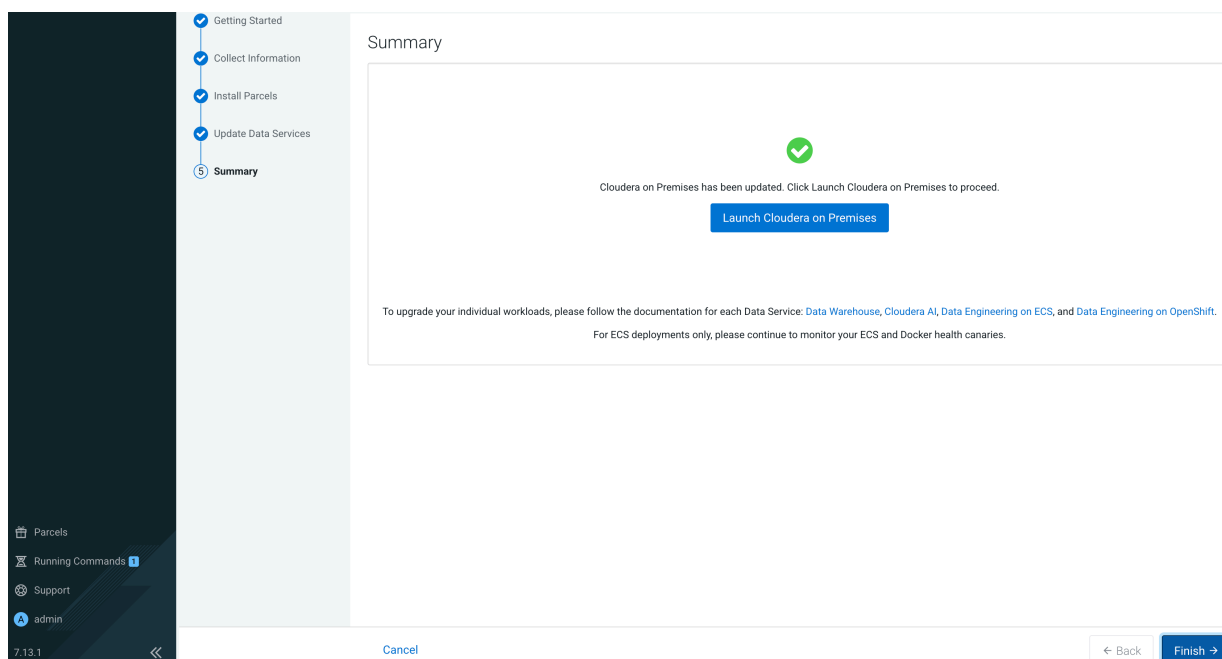 Getting Started
Collect Information
Install Parcels
Update Data Services
5 Summary
Summary
Cloudera on Premises has been updated. Click Launch Cloudera on Premises to proceed.
Launch Cloudera on Premises
To upgrade your individual workloads, please follow the documentation for each Data Service: Data Warehouse, Cloudera AI, Data Engineering on ECS, and Data Engineering on OpenShift.
For ECS deployments only, please continue to monitor your ECS and Docker health canaries.
Parcels
Running Commands 1
Support
A admin
7.13.1
Cancel
← Back
Finish →